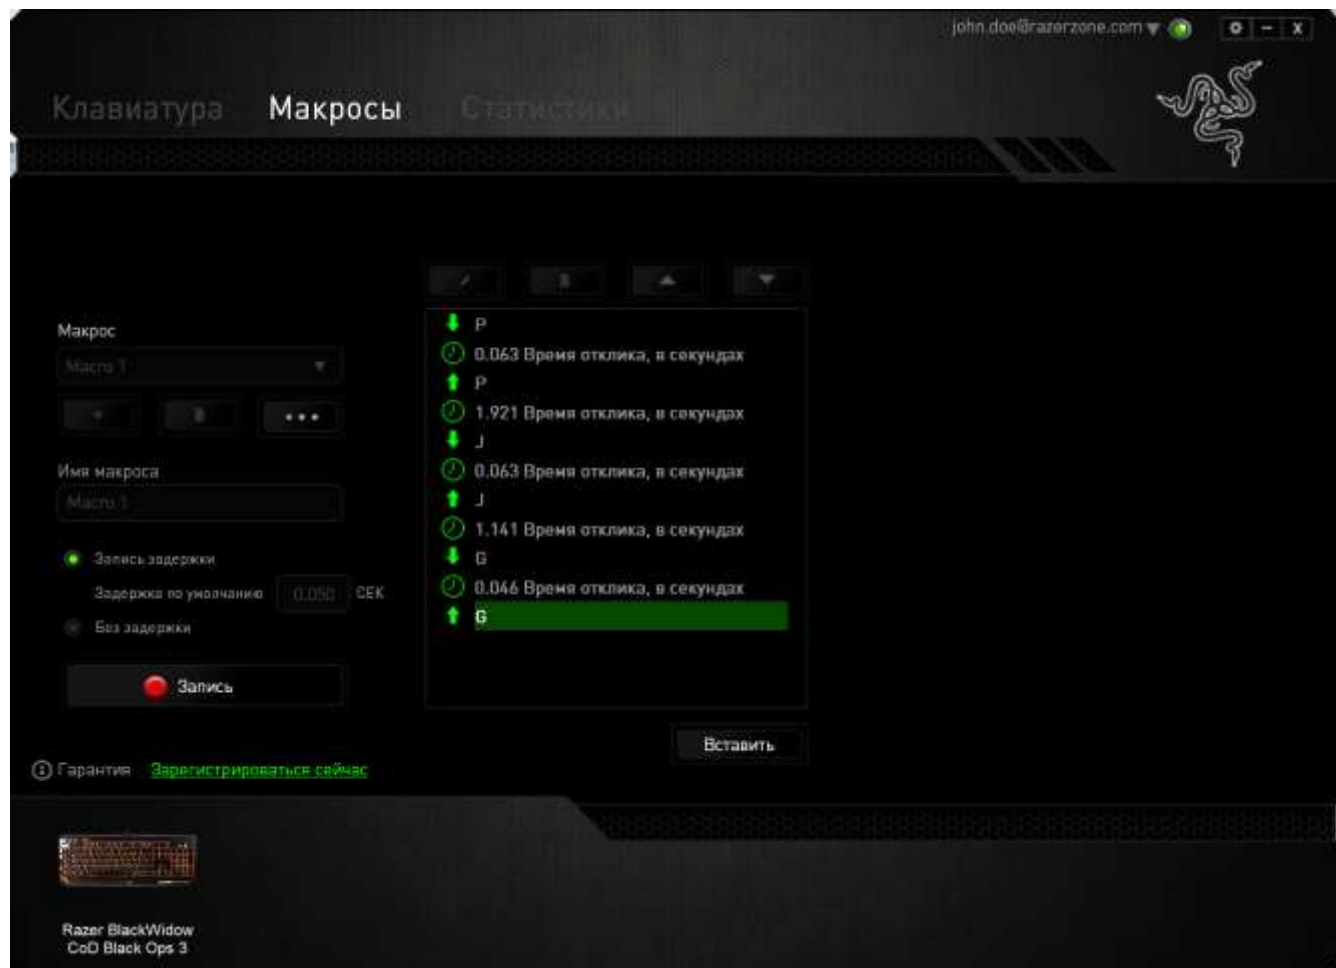 john.doe@razerzone.com
Клавиатура Макросы Статистики
Макрос
Macro 1
Имя макроса
Macro 1
Запись задержки
Задержка по умолчанию 0.050 СЕК
Без задержки
Запись
P
0.063 Время отклика, в секундах
P
1.921 Время отклика, в секундах
J
0.063 Время отклика, в секундах
J
1.141 Время отклика, в секундах
G
0.046 Время отклика, в секундах
G
Вставить
Гарантия Зарегистрироваться сейчас
Razer BlackWidow
CoD Black Ops 3